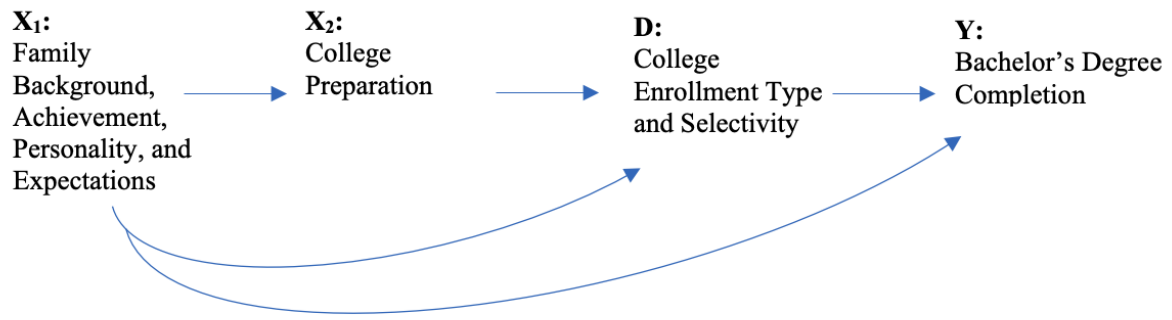 X₁:
Family
Background,
Achievement,
Personality, and
Expectations
X₂:
College
Preparation
D:
College
Enrollment Type
and Selectivity
Y:
Bachelor’s Degree
Completion